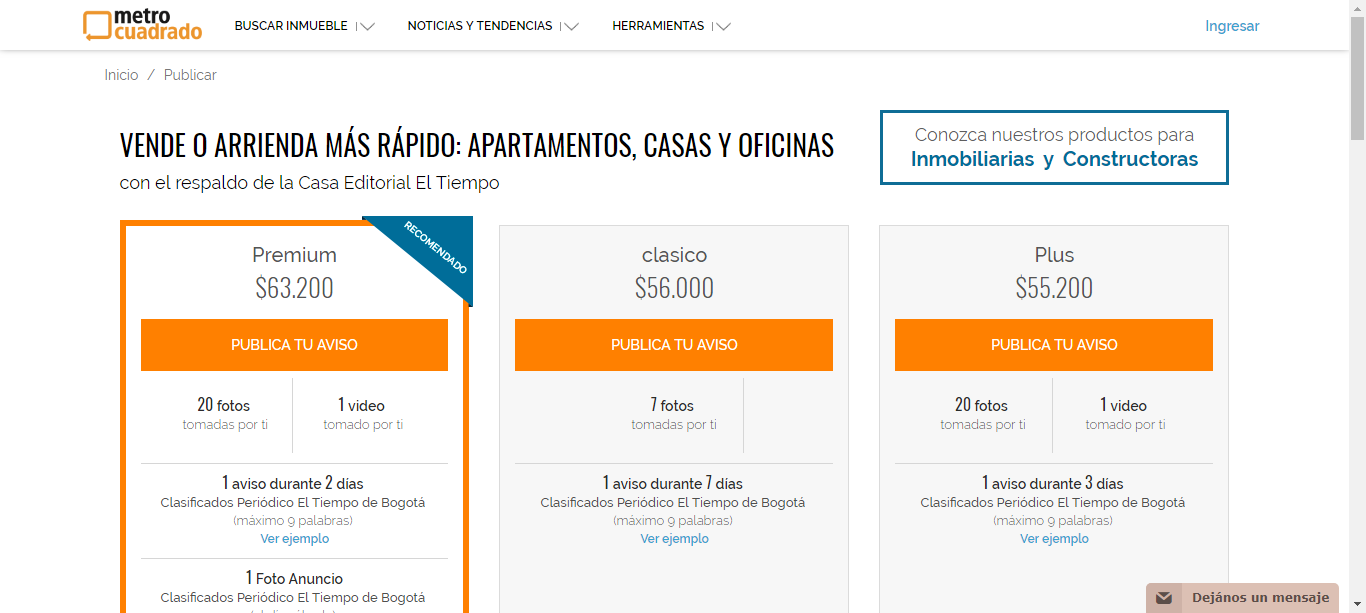 metro
cuadrado
BUSCAR INMUEBLE
NOTICIAS Y TENDENCIAS
HERRAMIENTAS
Ingresar
Inicio / Publicar
VENDE O ARRIENDA MÁS RÁPIDO: APARTAMENTOS, CASAS Y OFICINAS
con el respaldo de la Casa Editorial El Tiempo
Conozca nuestros productos para
Inmobiliarias y Constructoras
RECOMENDADO
Premium
$63.200
PUBLICA TU AVISO
20 fotos
tomadas por ti
1 video
tomado por ti
1 aviso durante 2 días
Clasificados Periódico El Tiempo de Bogotá
(máximo 9 palabras)
Ver ejemplo
1 Foto Anuncio
Clasificados Periódico El Tiempo de Bogotá
clasico
$56.000
PUBLICA TU AVISO
7 fotos
tomadas por ti
1 aviso durante 7 días
Clasificados Periódico El Tiempo de Bogotá
(máximo 9 palabras)
Ver ejemplo
Plus
$55.200
PUBLICA TU AVISO
20 fotos
tomadas por ti
1 video
tomado por ti
1 aviso durante 3 días
Clasificados Periódico El Tiempo de Bogotá
(máximo 9 palabras)
Ver ejemplo
Dejános un mensaje